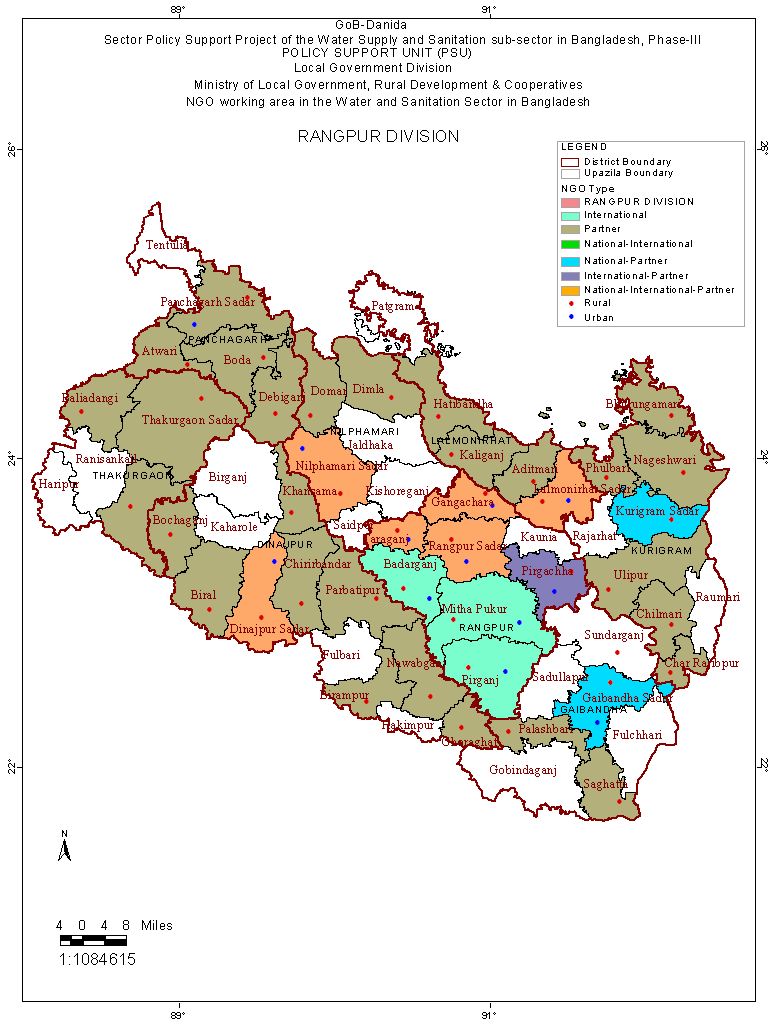 89°
91°
GoB-Danida
Sector Policy Support Project of the Water Supply and Sanitation sub-sector in Bangladesh, Phase-III
POLICY SUPPORT UNIT (PSU)
Local Government Division
Ministry of Local Government, Rural Development & Cooperatives
NGO working area in the Water and Sanitation Sector in Bangladesh
RANGPUR DIVISION
26°
26°
LEGEND
District Boundary
Upazila Boundary
NGO Type
RANGPUR DIVISION
International
Partner
National-International
National-Partner
International-Partner
National-International-Partner
Rural
Urban
Tentulia
Panchagarh Sadar
Patgram
PANCHAGARH
Atwari
Boda
Baliadangi
Debiganj
Domar
Dimla
Hatibandha
Thakurgaon Sadar
NILPHAMARI
Jaldhaka
LALMONIRHAT
Kaliganj
24°
24°
Ranisankail
THAKURGAON
Haripur
Birganj
Nilphamari Sadar
Aditmari
Phulbari
Nageshwari
Khansama
Kishoreganj
Gangachara
Lalmonirhat Sadar
Bochaganj
Kaharole
Saidpur
Kurigram Sadar
DINAJPUR
Rangpur Sadar
Kaunia
Rajarhat
KURIGRAM
Chirirbandar
Badarganj
Pirgachha
Ulipur
Biral
Parbatipur
Mitha Pukur
Raumari
Dinajpur Sadar
RANGPUR
Chilmari
Sundarganj
Fulbari
Nawabganj
Pirganj
Sadullapur
Char Rajibpur
Birampur
Gaibandha Sadar
GAIBANDHA
Hakimpur
Ghoraghat
Palashbari
Fulchhari
Gobindaganj
Saghatta
22°
22°
N
4 0 4 8 Miles
1:1084615
89°
91°